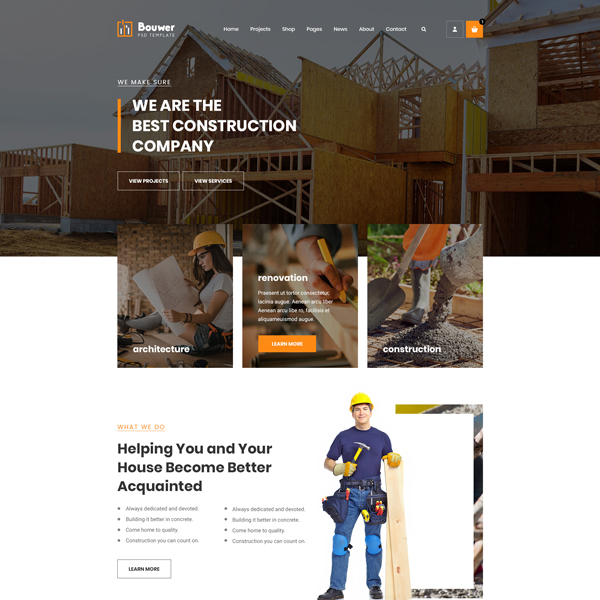 Bouwer
PSD TEMPLATE
Home Projects Shop Pages News About Contact
1
WE MAKE SURE
WE ARE THE
BEST CONSTRUCTION
COMPANY
VIEW PROJECTS VIEW SERVICES
architecture
renovation
Praesent ut tortor consectetur,
lacinia augue. Aenean arcu liber
Aenean arcu libe ro, facilisis et
aliquameuismod augue.
LEARN MORE
construction
WHAT WE DO
Helping You and Your
House Become Better
Acquainted
Always dedicated and devoted.
Building it better in concrete.
Come home to quality.
Construction you can count on.
Always dedicated and devoted.
Building it better in concrete.
Come home to quality.
Construction you can count on.
LEARN MORE